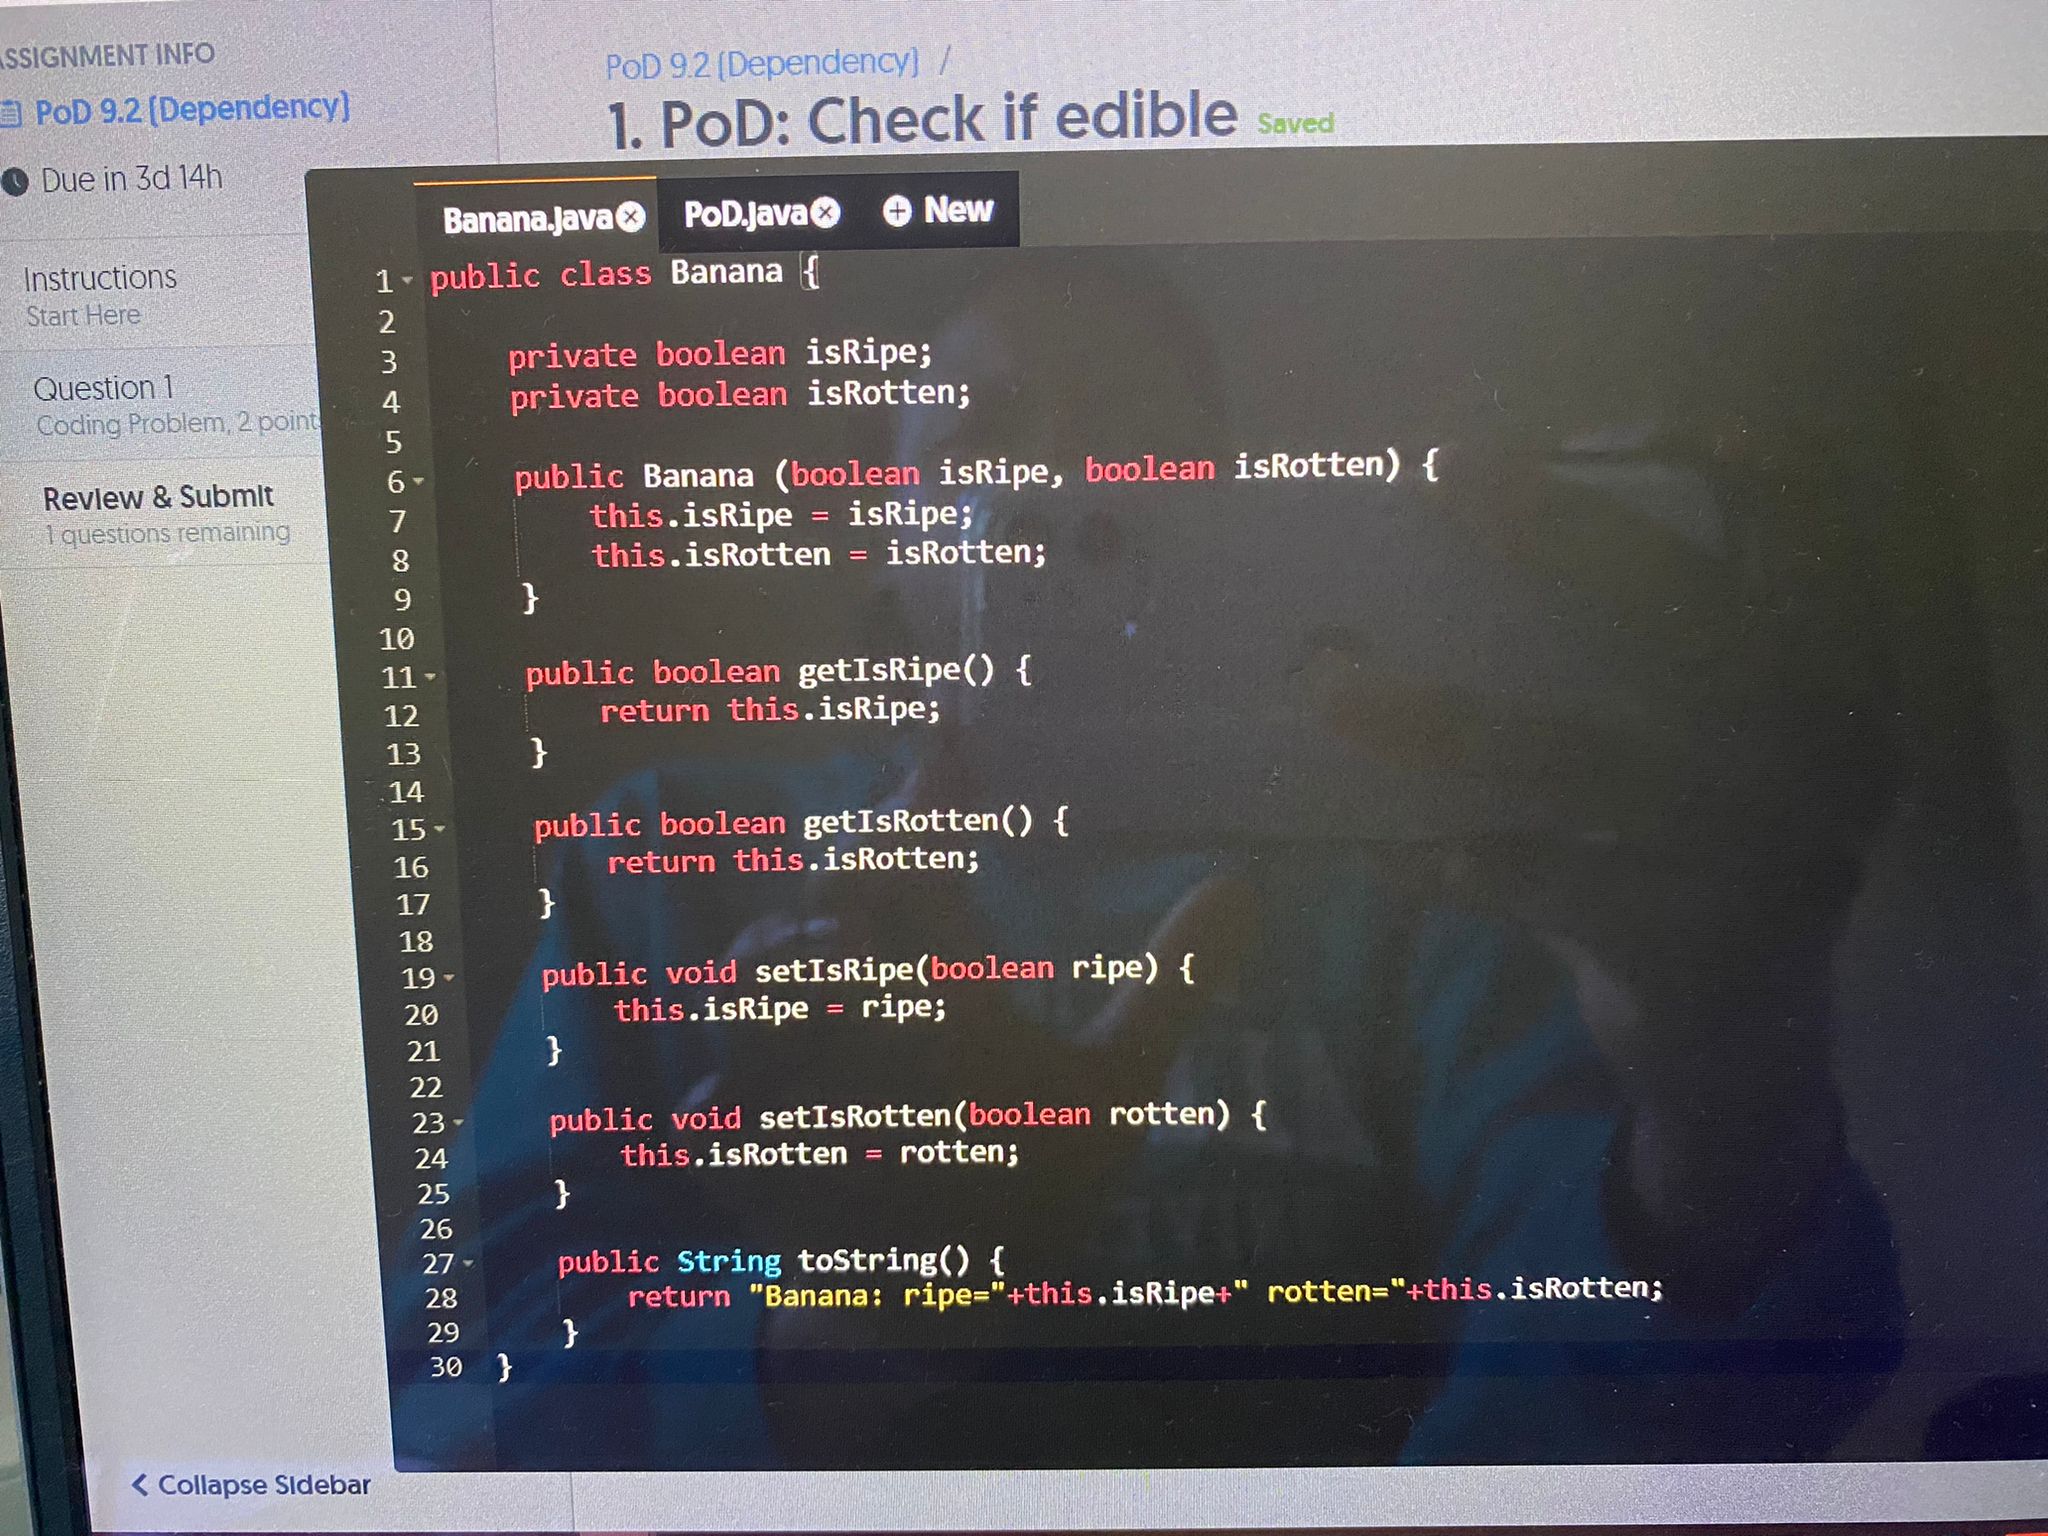 ASSIGNMENT INFO
PoD 9.2 (Dependency)
Due in 3d 14h
Instructions
Start Here
Question 1
Coding Problem, 2 points
Review & Submit
1 questions remaining
Collapse Sidebar
PoD 9.2 (Dependency) /
1. PoD: Check if edible Saved
Banana.java PoD.java New
1 public class Banana {
2
3 private boolean isRipe;
4 private boolean isRotten;
5
6 public Banana (boolean isRipe, boolean isRotten) {
7 this.isRipe = isRipe;
8 this.isRotten = isRotten;
9 }
10
11 public boolean getIsRipe() {
12 return this.isRipe;
13 }
14
15 public boolean getIsRotten() {
16 return this.isRotten;
17 }
18
19 public void setIsRipe(boolean ripe) {
20 this.isRipe = ripe;
21 }
22
23 public void setIsRotten(boolean rotten) {
24 this.isRotten = rotten;
25 }
26
27 public String toString() {
28 return "Banana: ripe="+this.isRipe+" rotten="+this.isRotten;
29 }
30 }